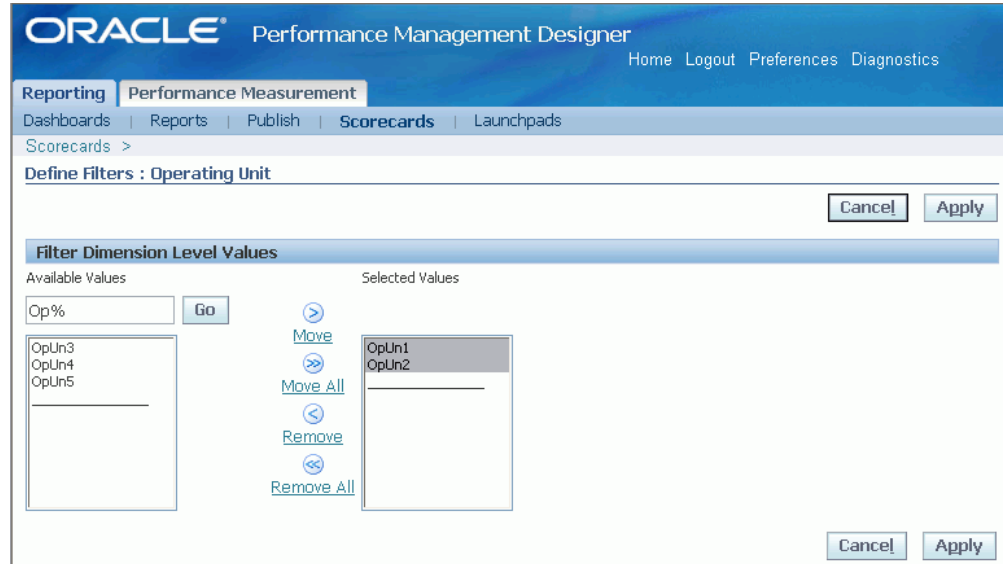 ORACLE® Performance Management Designer
Home Logout Preferences Diagnostics
Reporting Performance Measurement
Dashboards | Reports | Publish | Scorecards | Launchpads
Scorecards >
Define Filters : Operating Unit
Cancel Apply
Filter Dimension Level Values
Available Values Selected Values
Op% Go
Move
OpUn3
OpUn4
OpUn5
OpUn1
OpUn2
Move All
Remove
Remove All
Cancel Apply